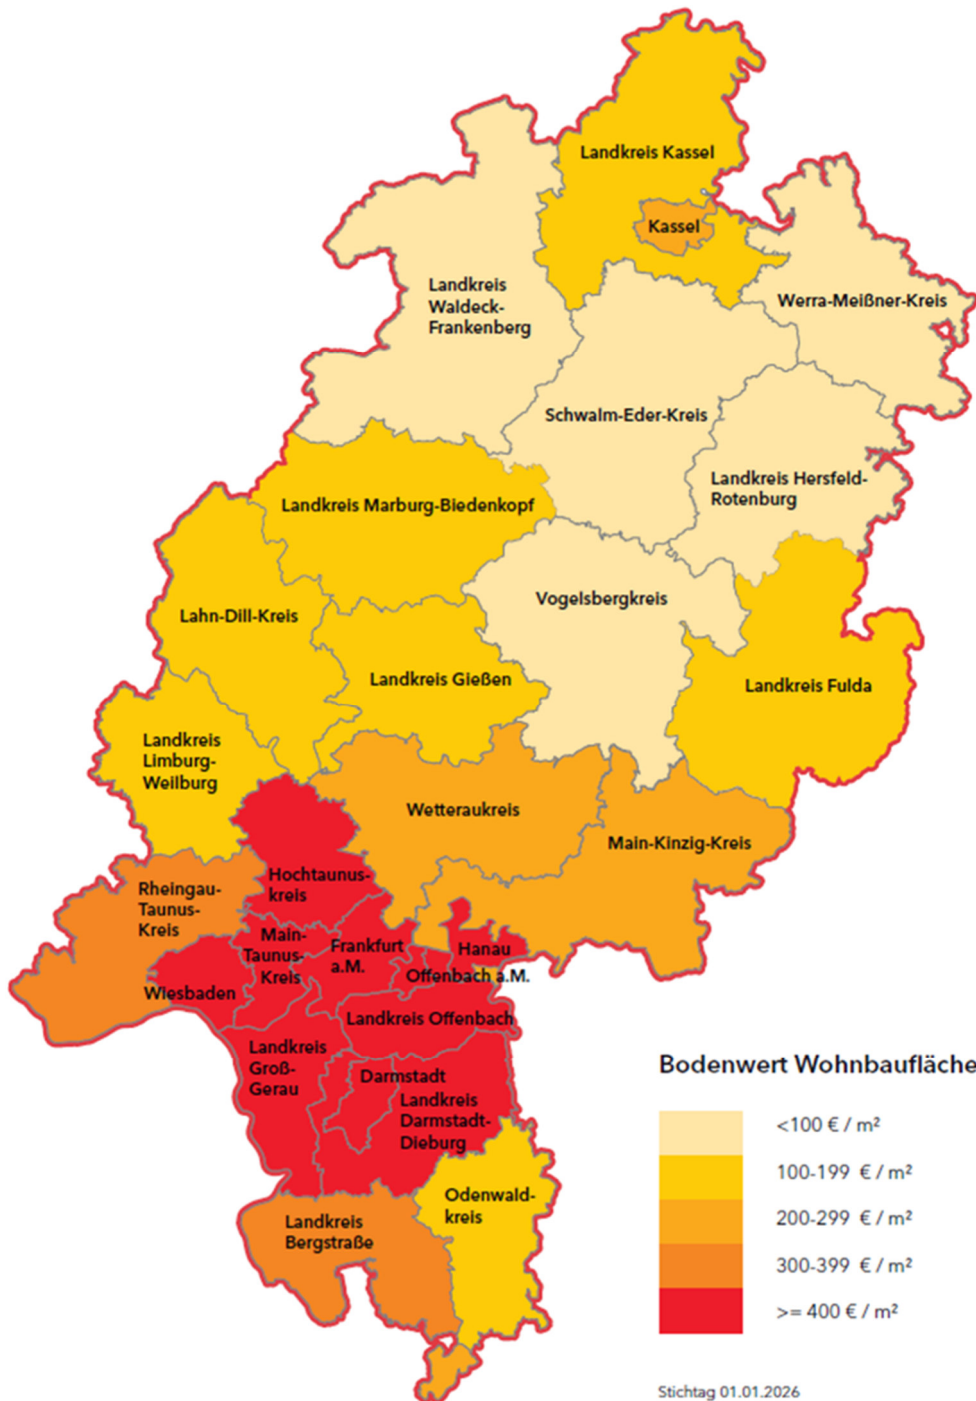 Landkreis Kassel
Kassel
Landkreis
Waldeck-
Frankenberg
Werra-Meißner-Kreis
Schwalm-Eder-Kreis
Landkreis Hersfeld-
Rotenburg
Landkreis Marburg-Biedenkopf
Vogelsbergkreis
Lahn-Dill-Kreis
Landkreis Gießen
Landkreis Fulda
Landkreis
Limburg-
Weilburg
Wetteraukreis
Main-Kinzig-Kreis
Hochtaunus-
kreis
Rheingau-
Taunus-
Kreis
Main-
Taunus-
Kreis
Frankfurt
a.M.
Hanau
Offenbach a.M.
Wiesbaden
Landkreis Offenbach
Landkreis
Groß-
Gerau
Darmstadt
Landkreis
Darmstadt-
Dieburg
Odenwald-
kreis
Landkreis
Bergstraße
Bodenwert Wohnbaufläche
<100 € / m²
100-199 € / m²
200-299 € / m²
300-399 € / m²
>= 400 € / m²
Stichtag 01.01.2026